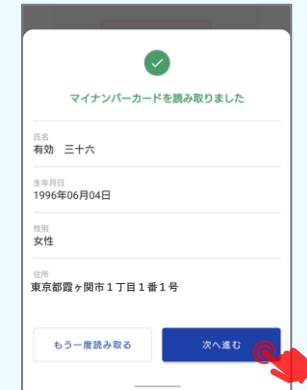 マイナンバーカードを読み取りました
氏名
有効　三十六
生年月日
1996年06月04日
性別
女性
住所
東京都霞ヶ関市１丁目１番１号
もう一度読み取る
次へ進む